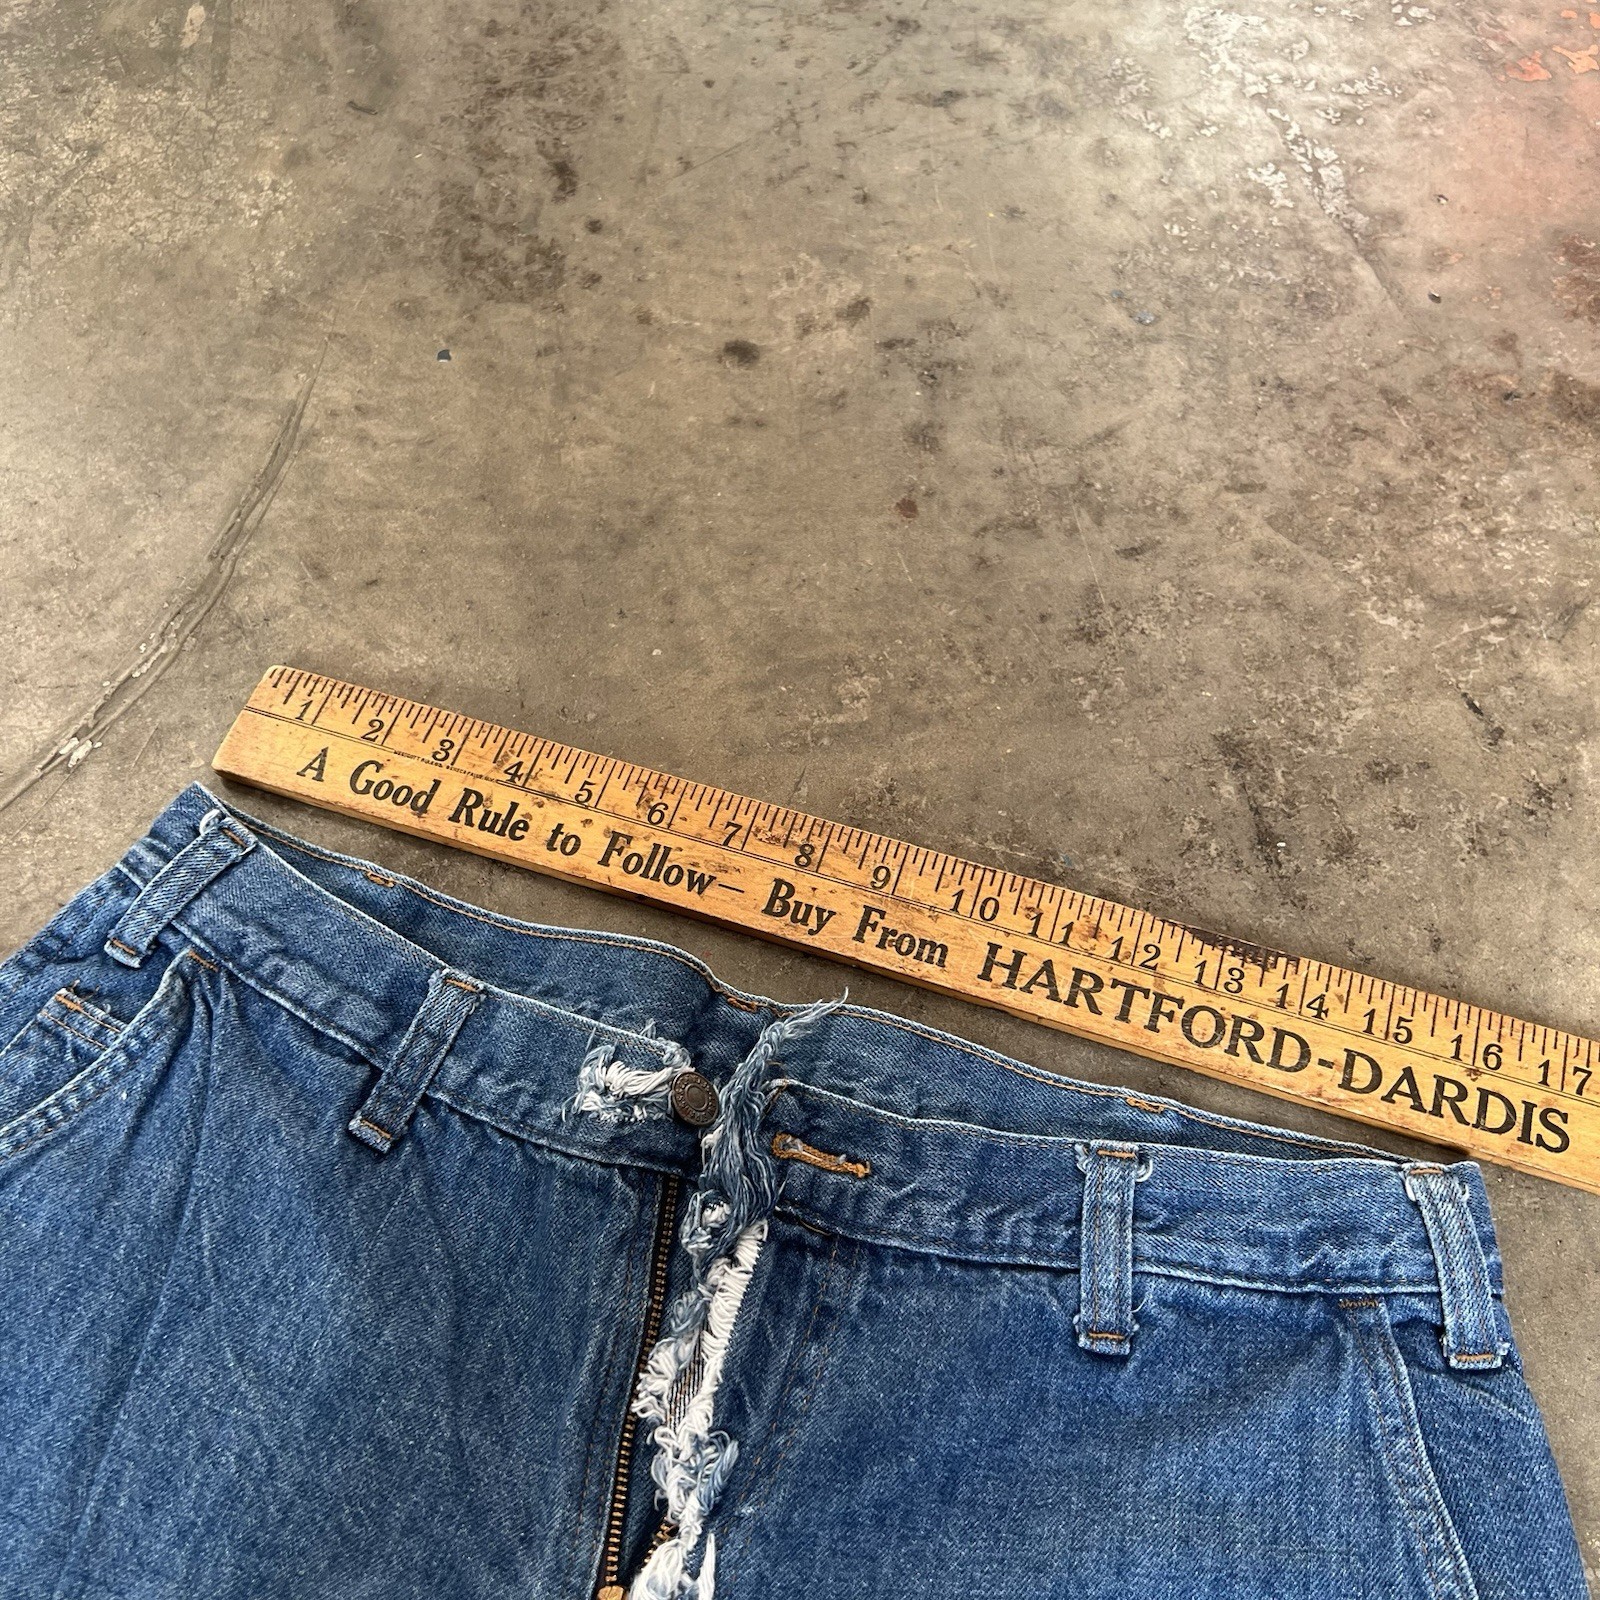 1 2 3 4 5 6 7 8 9 10 11 12 13 14 15 16 17
A Good Rule to Follow— Buy From HARTFORD-DARDIS